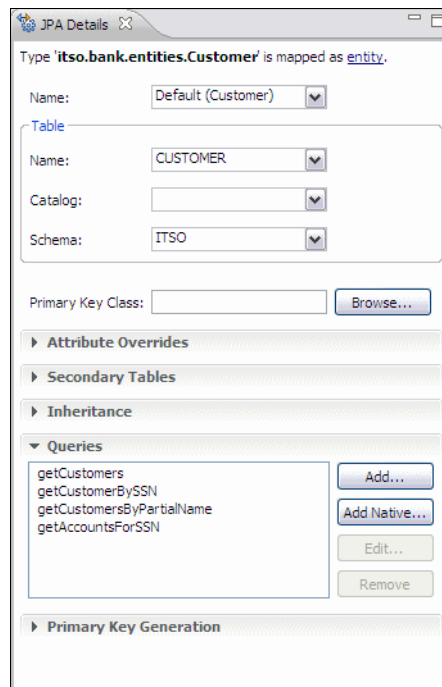 JPA Details
Type 'itso.bank.entities.Customer' is mapped as entity.
Name: Default (Customer)
Table
Name: CUSTOMER
Catalog:
Schema: ITSO
Primary Key Class: Browse...
Attribute Overrides
Secondary Tables
Inheritance
Queries
getCustomers
getCustomerBySSN
getCustomersByPartialName
getAccountsForSSN
Add...
Add Native...
Edit...
Remove
Primary Key Generation